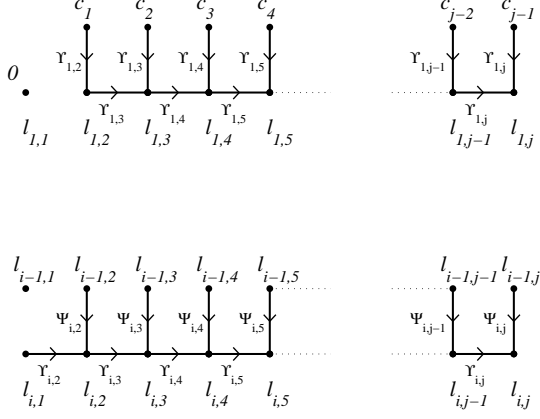 c1 c2 c3 c4 cj−2 cj−1
0 ϒ1,2 ϒ1,3 ϒ1,4 ϒ1,5 ϒ1,j−1 ϒ1,j
ϒ1,3 ϒ1,4 ϒ1,5 ϒ1,j
l1,1 l1,2 l1,3 l1,4 l1,5 l1,j−1 l1,j
li−1,1 li−1,2 li−1,3 li−1,4 li−1,5 li−1,j−1 li−1,j
Ψi,2 Ψi,3 Ψi,4 Ψi,5 Ψi,j−1 Ψi,j
ϒi,2 ϒi,3 ϒi,4 ϒi,5 ϒi,j
li,1 li,2 li,3 li,4 li,5 li,j−1 li,j